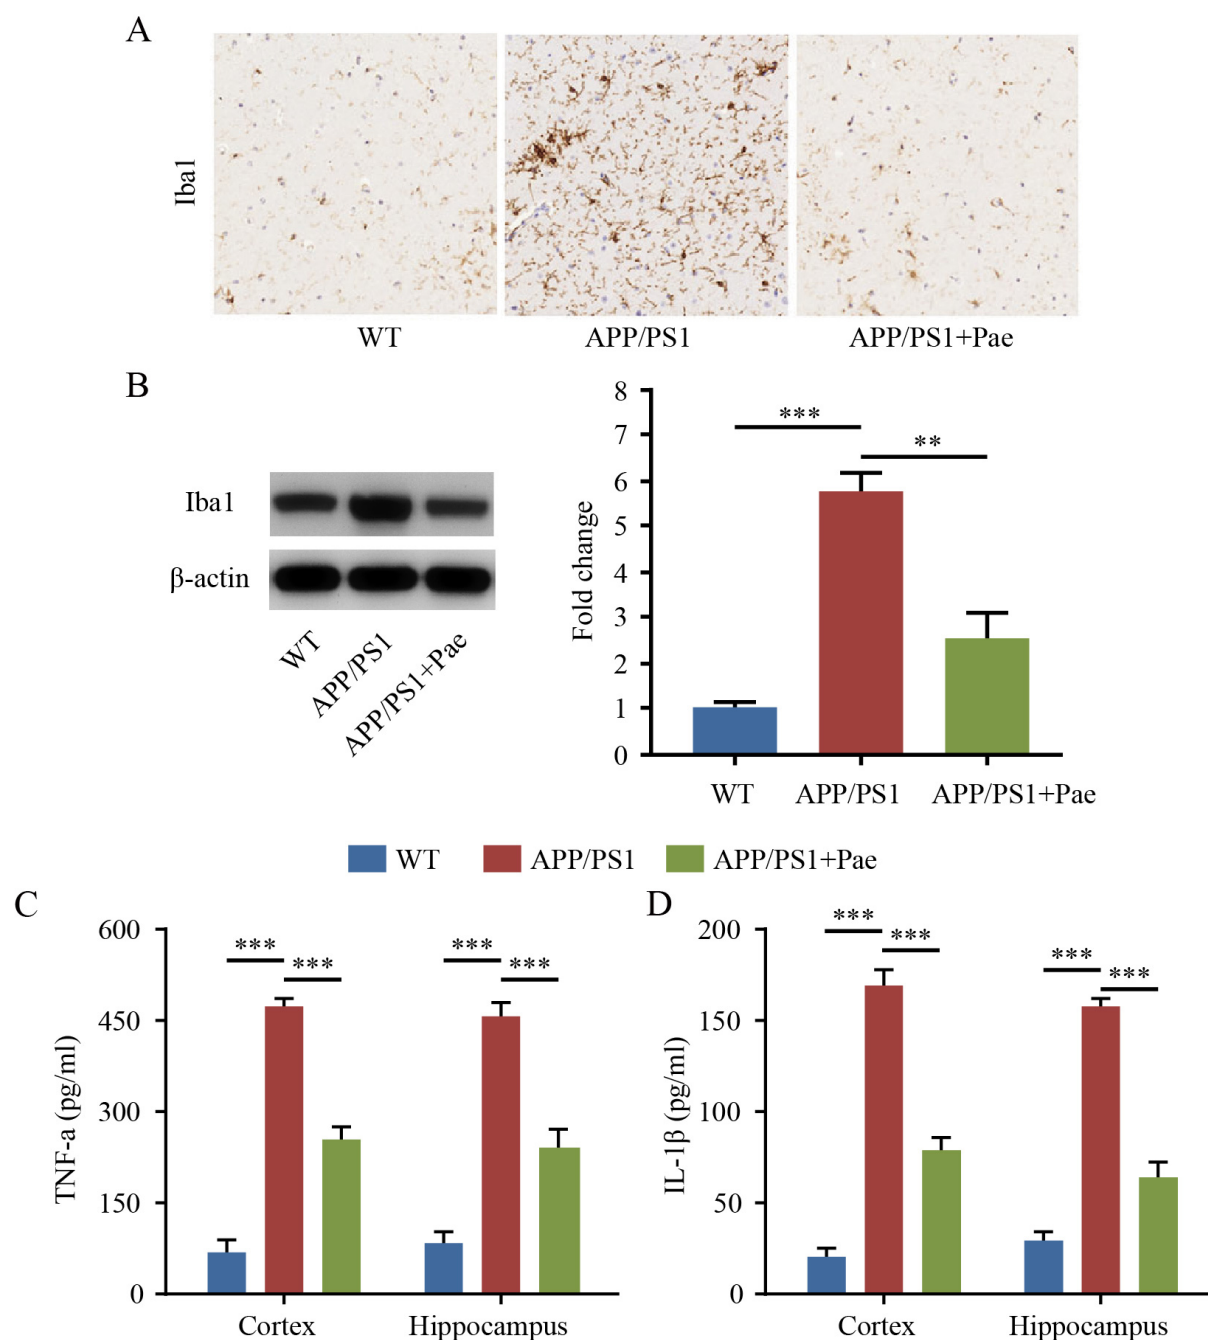 A
Iba1
WT
APP/PS1
APP/PS1+Pae
B
Iba1
β-actin
WT
APP/PS1
APP/PS1+Pae
Fold change
8
7
6
5
4
3
2
1
0
***
**
WT
APP/PS1
APP/PS1+Pae
WT
APP/PS1
APP/PS1+Pae
C
TNF-a (pg/ml)
600
450
300
150
0
***
***
***
***
Cortex
Hippocampus
D
IL-1β (pg/ml)
200
150
100
50
0
***
***
***
***
Cortex
Hippocampus